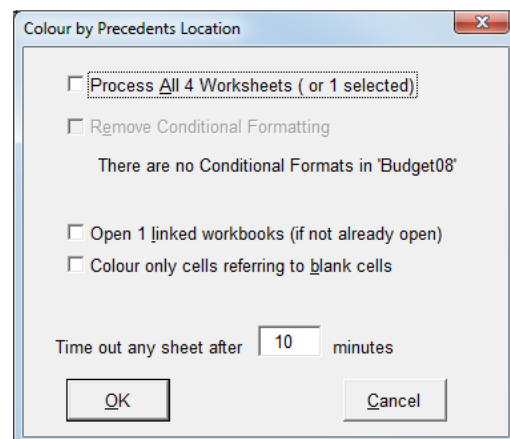 Colour by Precedents Location
Process All 4 Worksheets ( or 1 selected)
Remove Conditional Formatting
There are no Conditional Formats in 'Budget08'
Open 1 linked workbooks (if not already open)
Colour only cells referring to blank cells
Time out any sheet after 10 minutes
OK Cancel